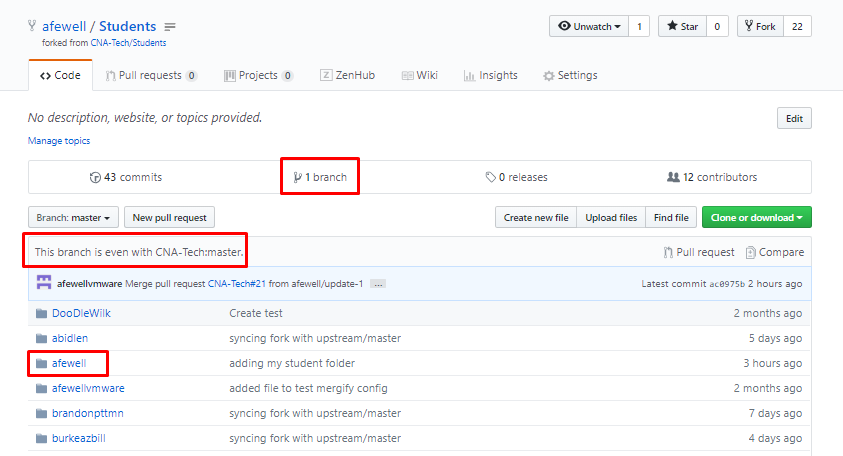 afewell / Students
Unwatch 1 Star 0 Fork 22
forked from CNA-Tech/Students
Code Pull requests 0 Projects 0 ZenHub Wiki Insights Settings
No description, website, or topics provided. Edit
Manage topics
43 commits 1 branch 0 releases 12 contributors
Branch: master New pull request Create new file Upload files Find file Clone or download
This branch is even with CNA-Tech:master. Pull request Compare
afewellvmware Merge pull request CNA-Tech#21 from afewell/update-1 … Latest commit ac0975b 2 hours ago
DooDleWilk Create test 2 months ago
abidlen syncing fork with upstream/master 5 days ago
afewell adding my student folder 3 hours ago
afewellvmware added file to test mergify config 2 months ago
brandonpttmn syncing fork with upstream/master 7 days ago
burkeazbill syncing fork with upstream/master 4 days ago